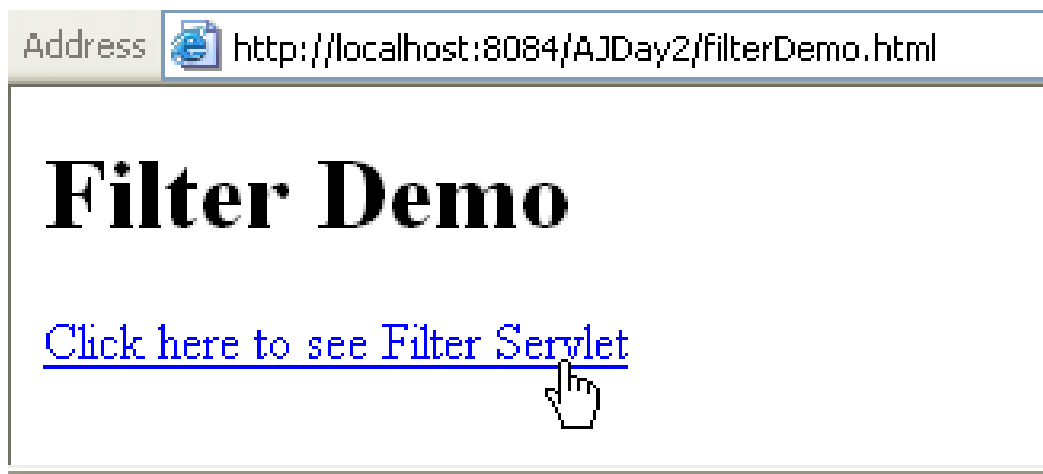 Address http://localhost:8084/AJDay2/filterDemo.html
Filter Demo
Click here to see Filter Servlet